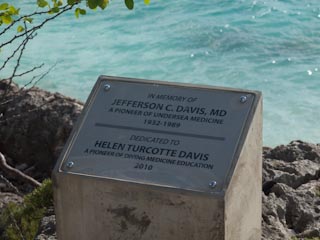 IN MEMORY OF
JEFFERSON C. DAVIS, MD
A PIONEER OF UNDERSEA MEDICINE
1932-1989
DEDICATED TO
HELEN TURCOTTE DAVIS
A PIONEER OF DIVING MEDICINE EDUCATION
2010